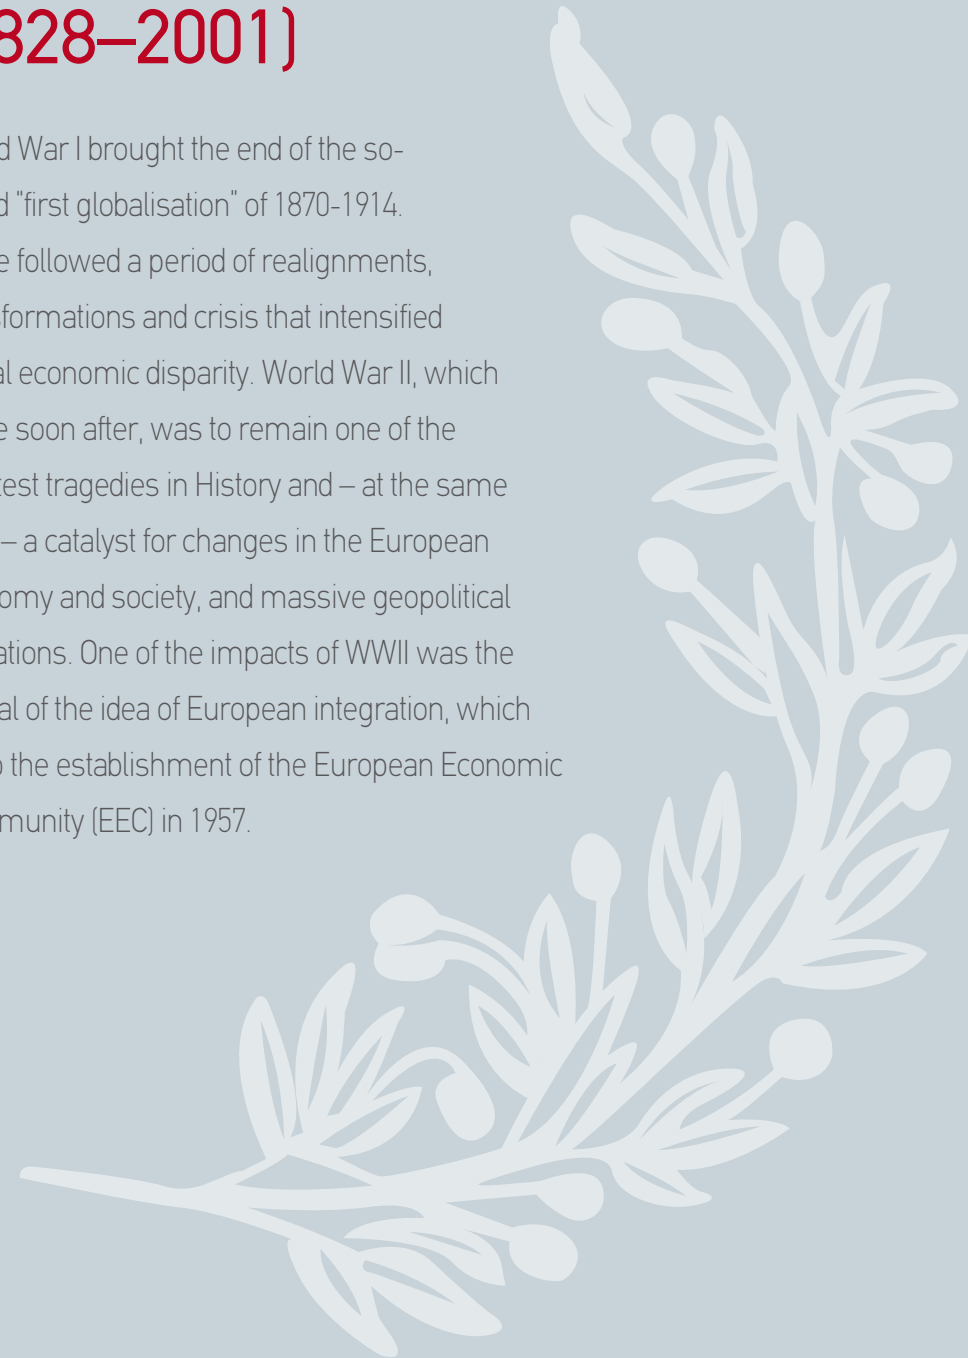 828–2001)
d War I brought the end of the so-
d "first globalisation" of 1870-1914.
e followed a period of realignments,
sformations and crisis that intensified
al economic disparity. World War II, which
e soon after, was to remain one of the
test tragedies in History and – at the same
– a catalyst for changes in the European
omy and society, and massive geopolitical
ations. One of the impacts of WWII was the
al of the idea of European integration, which
o the establishment of the European Economic
munity (EEC) in 1957.